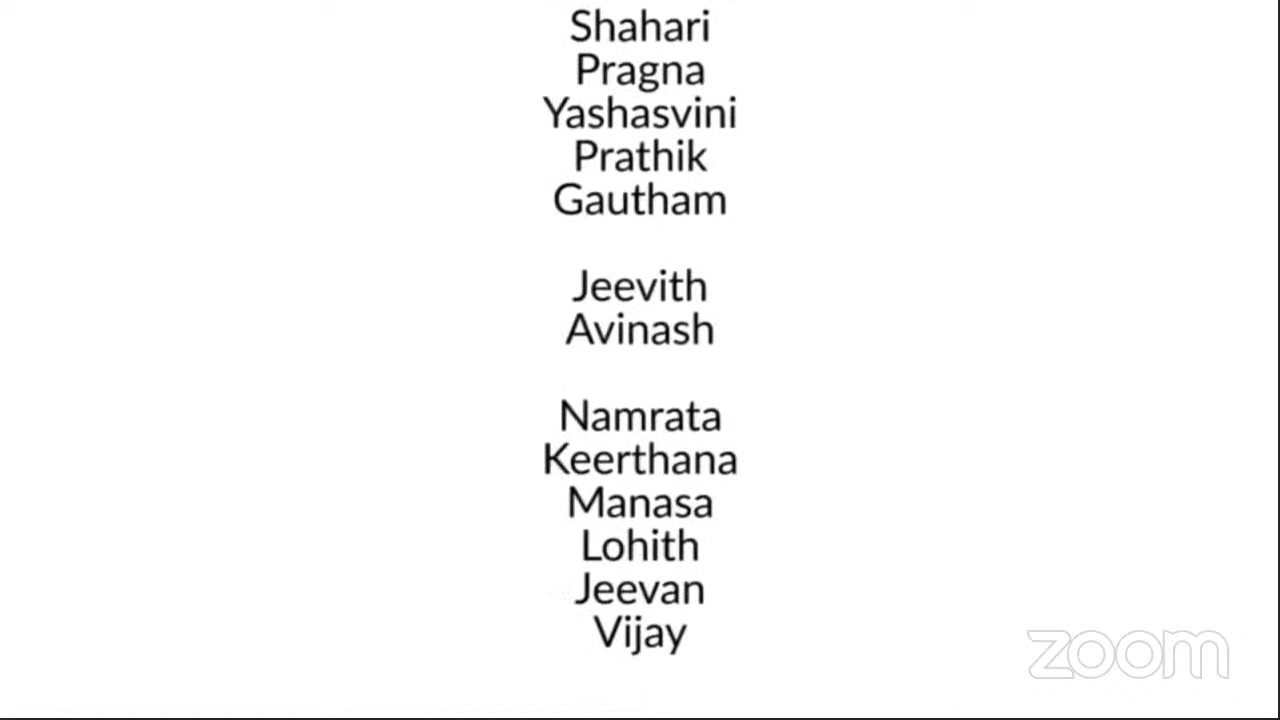 Shahari
Pragna
Yashasvini
Prathik
Gautham
Jeevith
Avinash
Namrata
Keerthana
Manasa
Lohith
Jeevan
Vijay
zoom